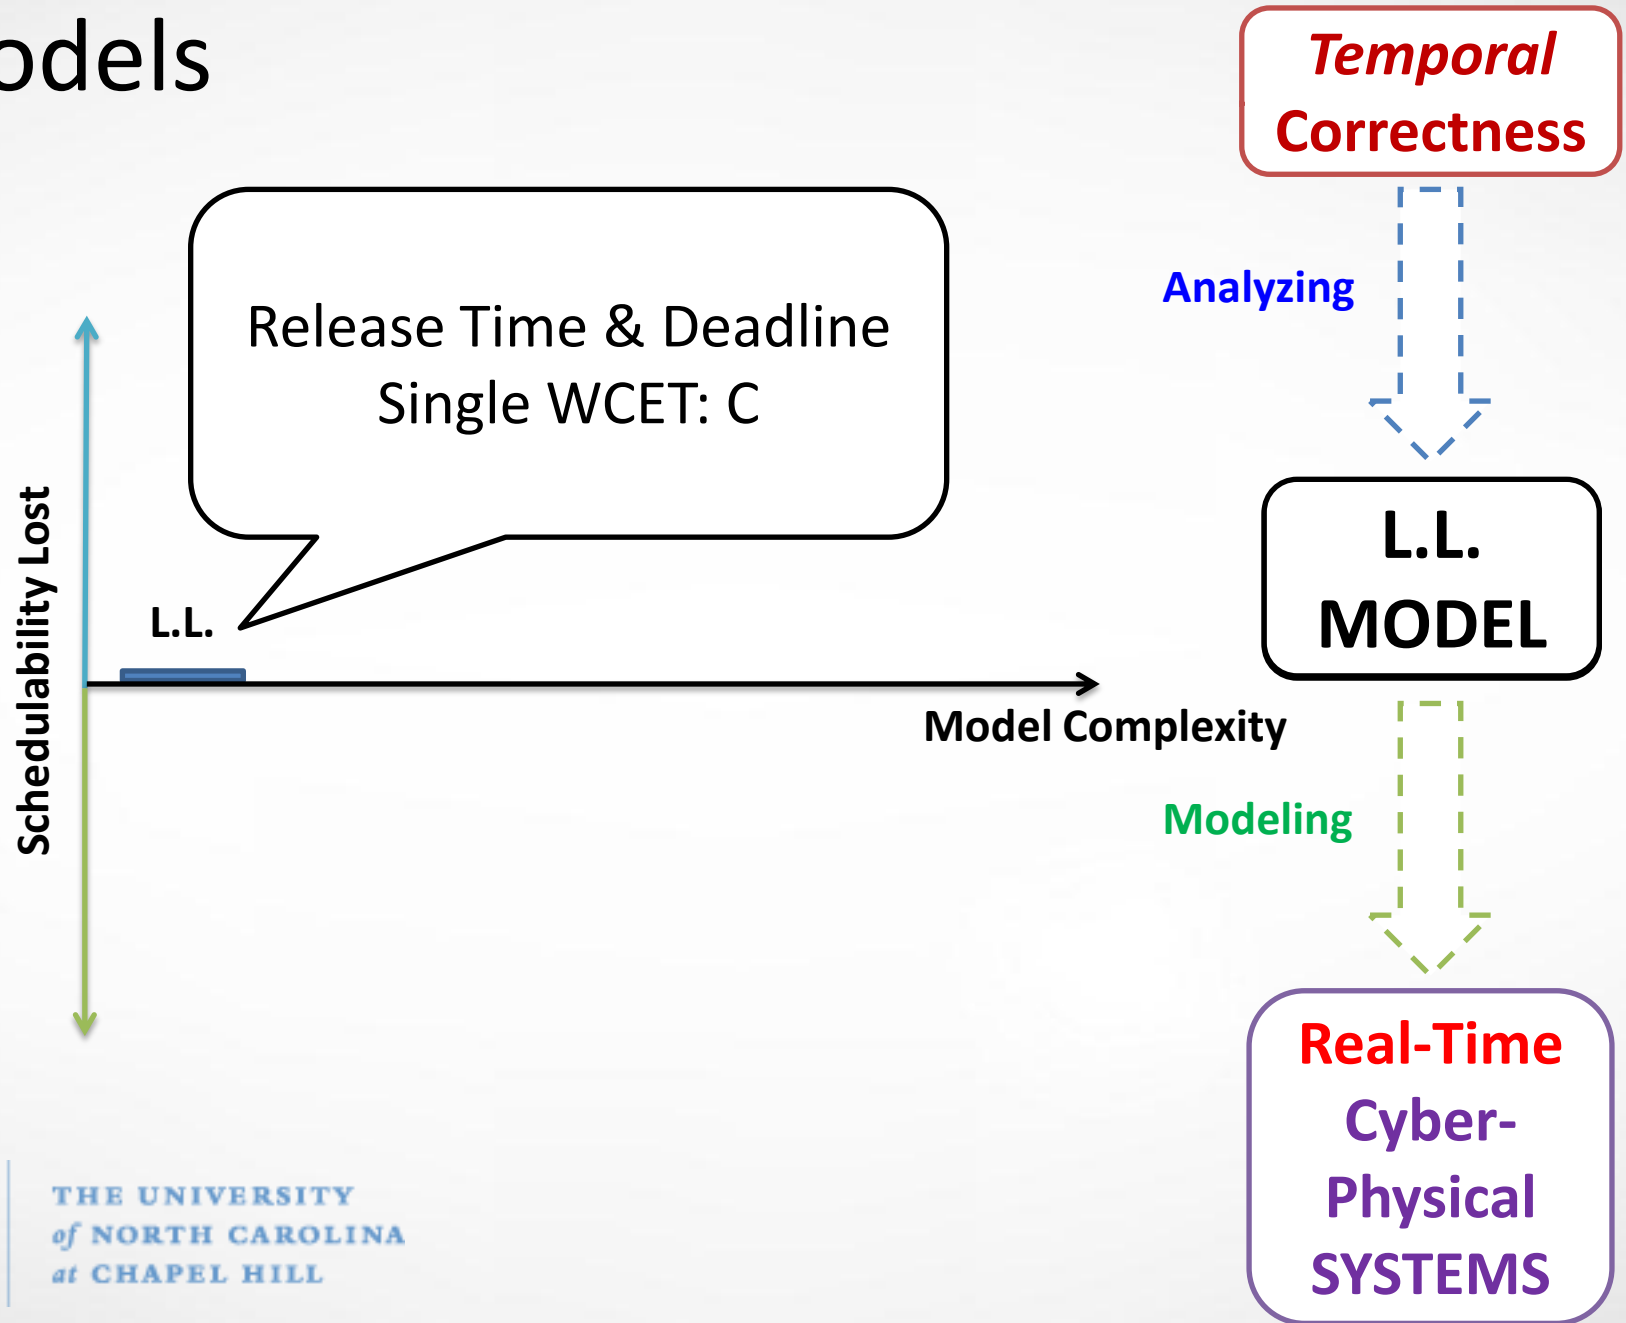 odels
Temporal
Correctness
Release Time & Deadline
Single WCET: C
Analyzing
L.L.
MODEL
Schedulability Lost
L.L.
Model Complexity
Modeling
Real-Time
Cyber-
Physical
SYSTEMS
THE UNIVERSITY
of NORTH CAROLINA
at CHAPEL HILL